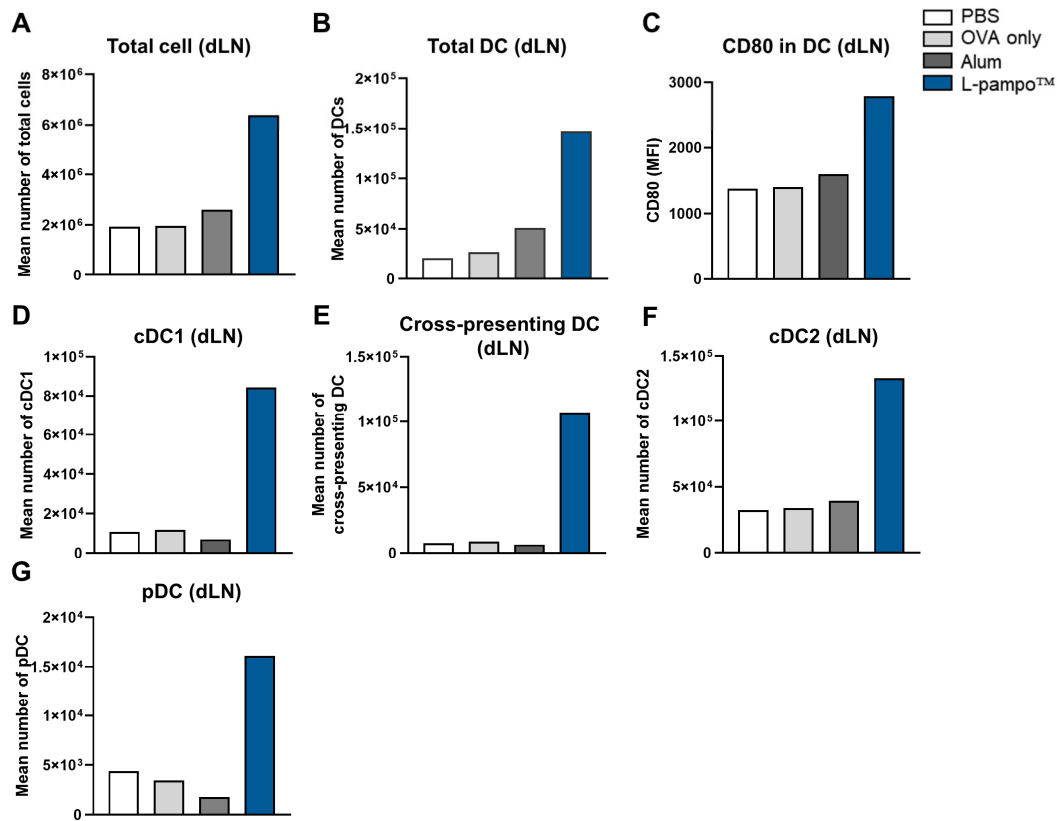 A
Total cell (dLN)
Mean number of total cells
8×10⁶
6×10⁶
4×10⁶
2×10⁶
0
B
Total DC (dLN)
Mean number of DCs
2×10⁵
1.5×10⁵
1×10⁵
5×10⁴
0
C
CD80 in DC (dLN)
CD80 (MFI)
3000
2000
1000
0
PBS
OVA only
Alum
L-pampo™
D
cDC1 (dLN)
Mean number of cDC1
1×10⁵
8×10⁴
6×10⁴
4×10⁴
2×10⁴
0
E
Cross-presenting DC
(dLN)
Mean number of
cross-presenting DC
1.5×10⁵
1×10⁵
5×10⁴
0
F
cDC2 (dLN)
Mean number of cDC2
1.5×10⁵
1×10⁵
5×10⁴
0
G
pDC (dLN)
Mean number of pDC
2×10⁴
1.5×10⁴
1×10⁴
5×10³
0